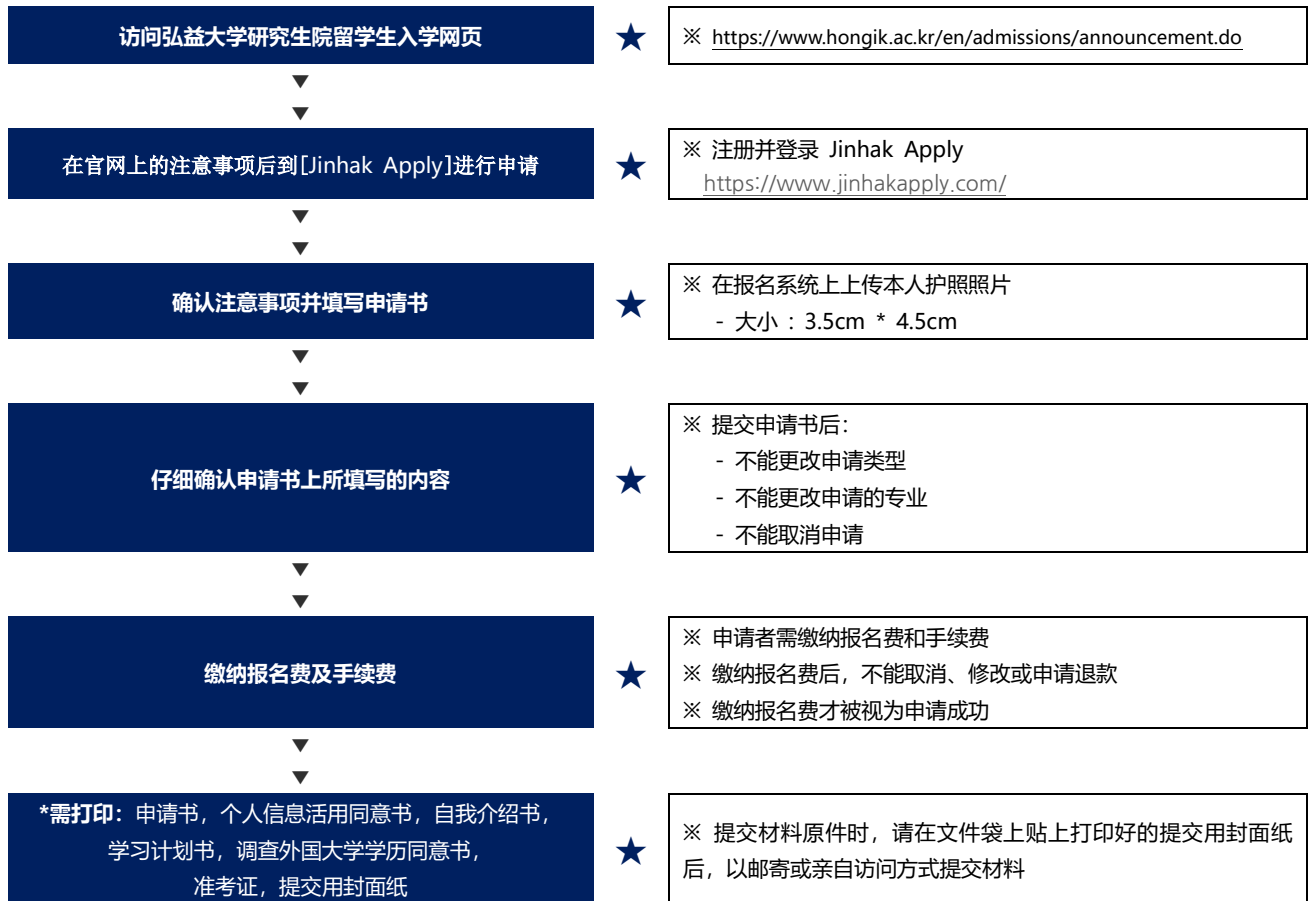 访问弘益大学研究生院留学生入学网页
★
※ https://www.hongik.ac.kr/en/admissions/announcement.do
▼
▼
在官网上的注意事项后到[Jinhak Apply]进行申请
★
※ 注册并登录 Jinhak Apply
https://www.jinhakapply.com/
▼
▼
确认注意事项并填写申请书
★
※ 在报名系统上上传本人护照照片
- 大小 : 3.5cm * 4.5cm
▼
▼
仔细确认申请书上所填写的内容
★
※ 提交申请书后:
- 不能更改申请类型
- 不能更改申请的专业
- 不能取消申请
▼
▼
缴纳报名费及手续费
★
※ 申请者需缴纳报名费和手续费
※ 缴纳报名费后，不能取消、修改或申请退款
※ 缴纳报名费才被视为申请成功
▼
▼
*需打印：申请书，个人信息活用同意书，自我介绍书，
学习计划书，调查外国大学学历同意书，
准考证，提交用封面纸
★
※ 提交材料原件时，请在文件袋上贴上打印好的提交用封面纸
后，以邮寄或亲自访问方式提交材料